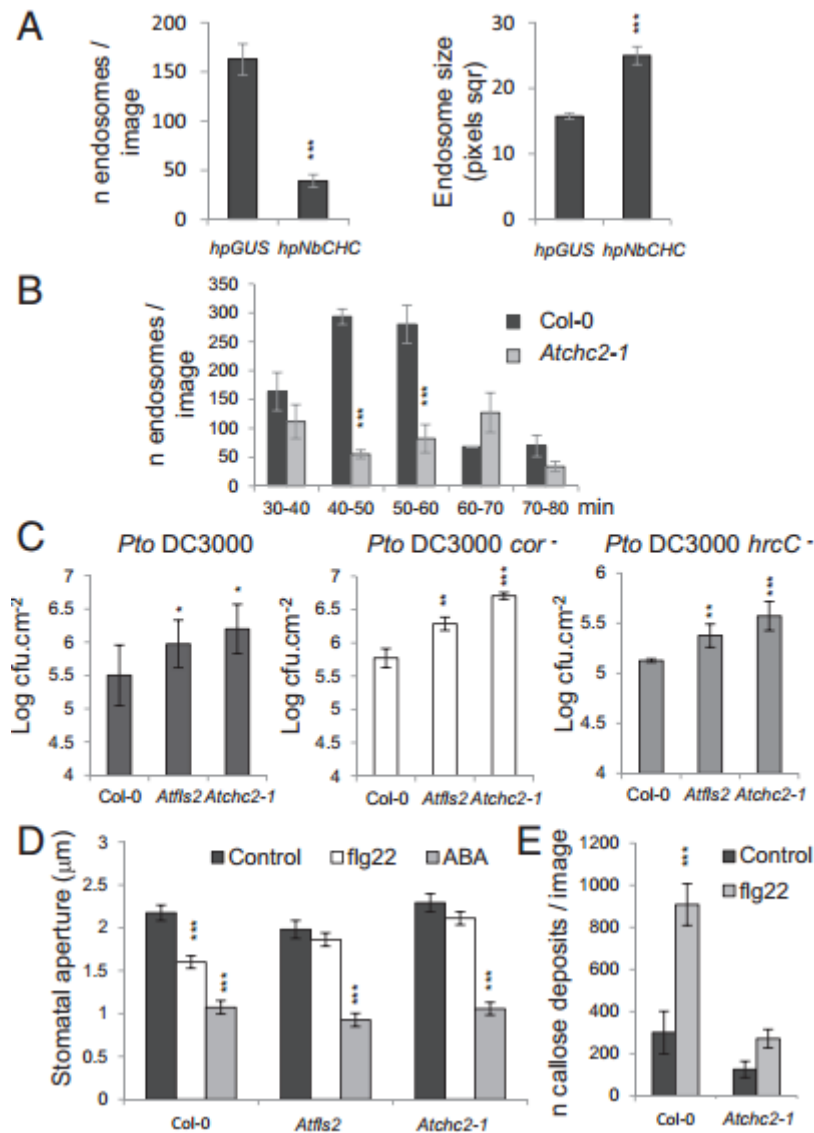 A
n endosomes /
image
200
150
100
50
0
***
hpGUS hpNbCHC
Endosome size
(pixels sqr)
30
20
10
0
***
hpGUS hpNbCHC
B
n endosomes /
image
350
300
250
200
150
100
50
0
*** ***
Col-0
Atchc2-1
30-40 40-50 50-60 60-70 70-80 min
C
Pto DC3000
Log cfu.cm-2
7
6.5
6
5.5
5
4.5
4
* *
Col-0 Atfls2 Atchc2-1
Pto DC3000 cor -
Log cfu.cm-2
7
6.5
6
5.5
5
4.5
4
** ***
Col-0 Atfls2 Atchc2-1
Pto DC3000 hrcC -
Log cfu.cm-2
6
5.5
5
4.5
4
** ***
Col-0 Atfls2 Atchc2-1
D
Stomatal aperture (μm)
3
2.5
2
1.5
1
0.5
0
Control flg22 ABA
*** *** *** ***
Col-0 Atfls2 Atchc2-1
E
n callose deposits / image
1200
1000
800
600
400
200
0
***
Control
flg22
Col-0 Atchc2-1